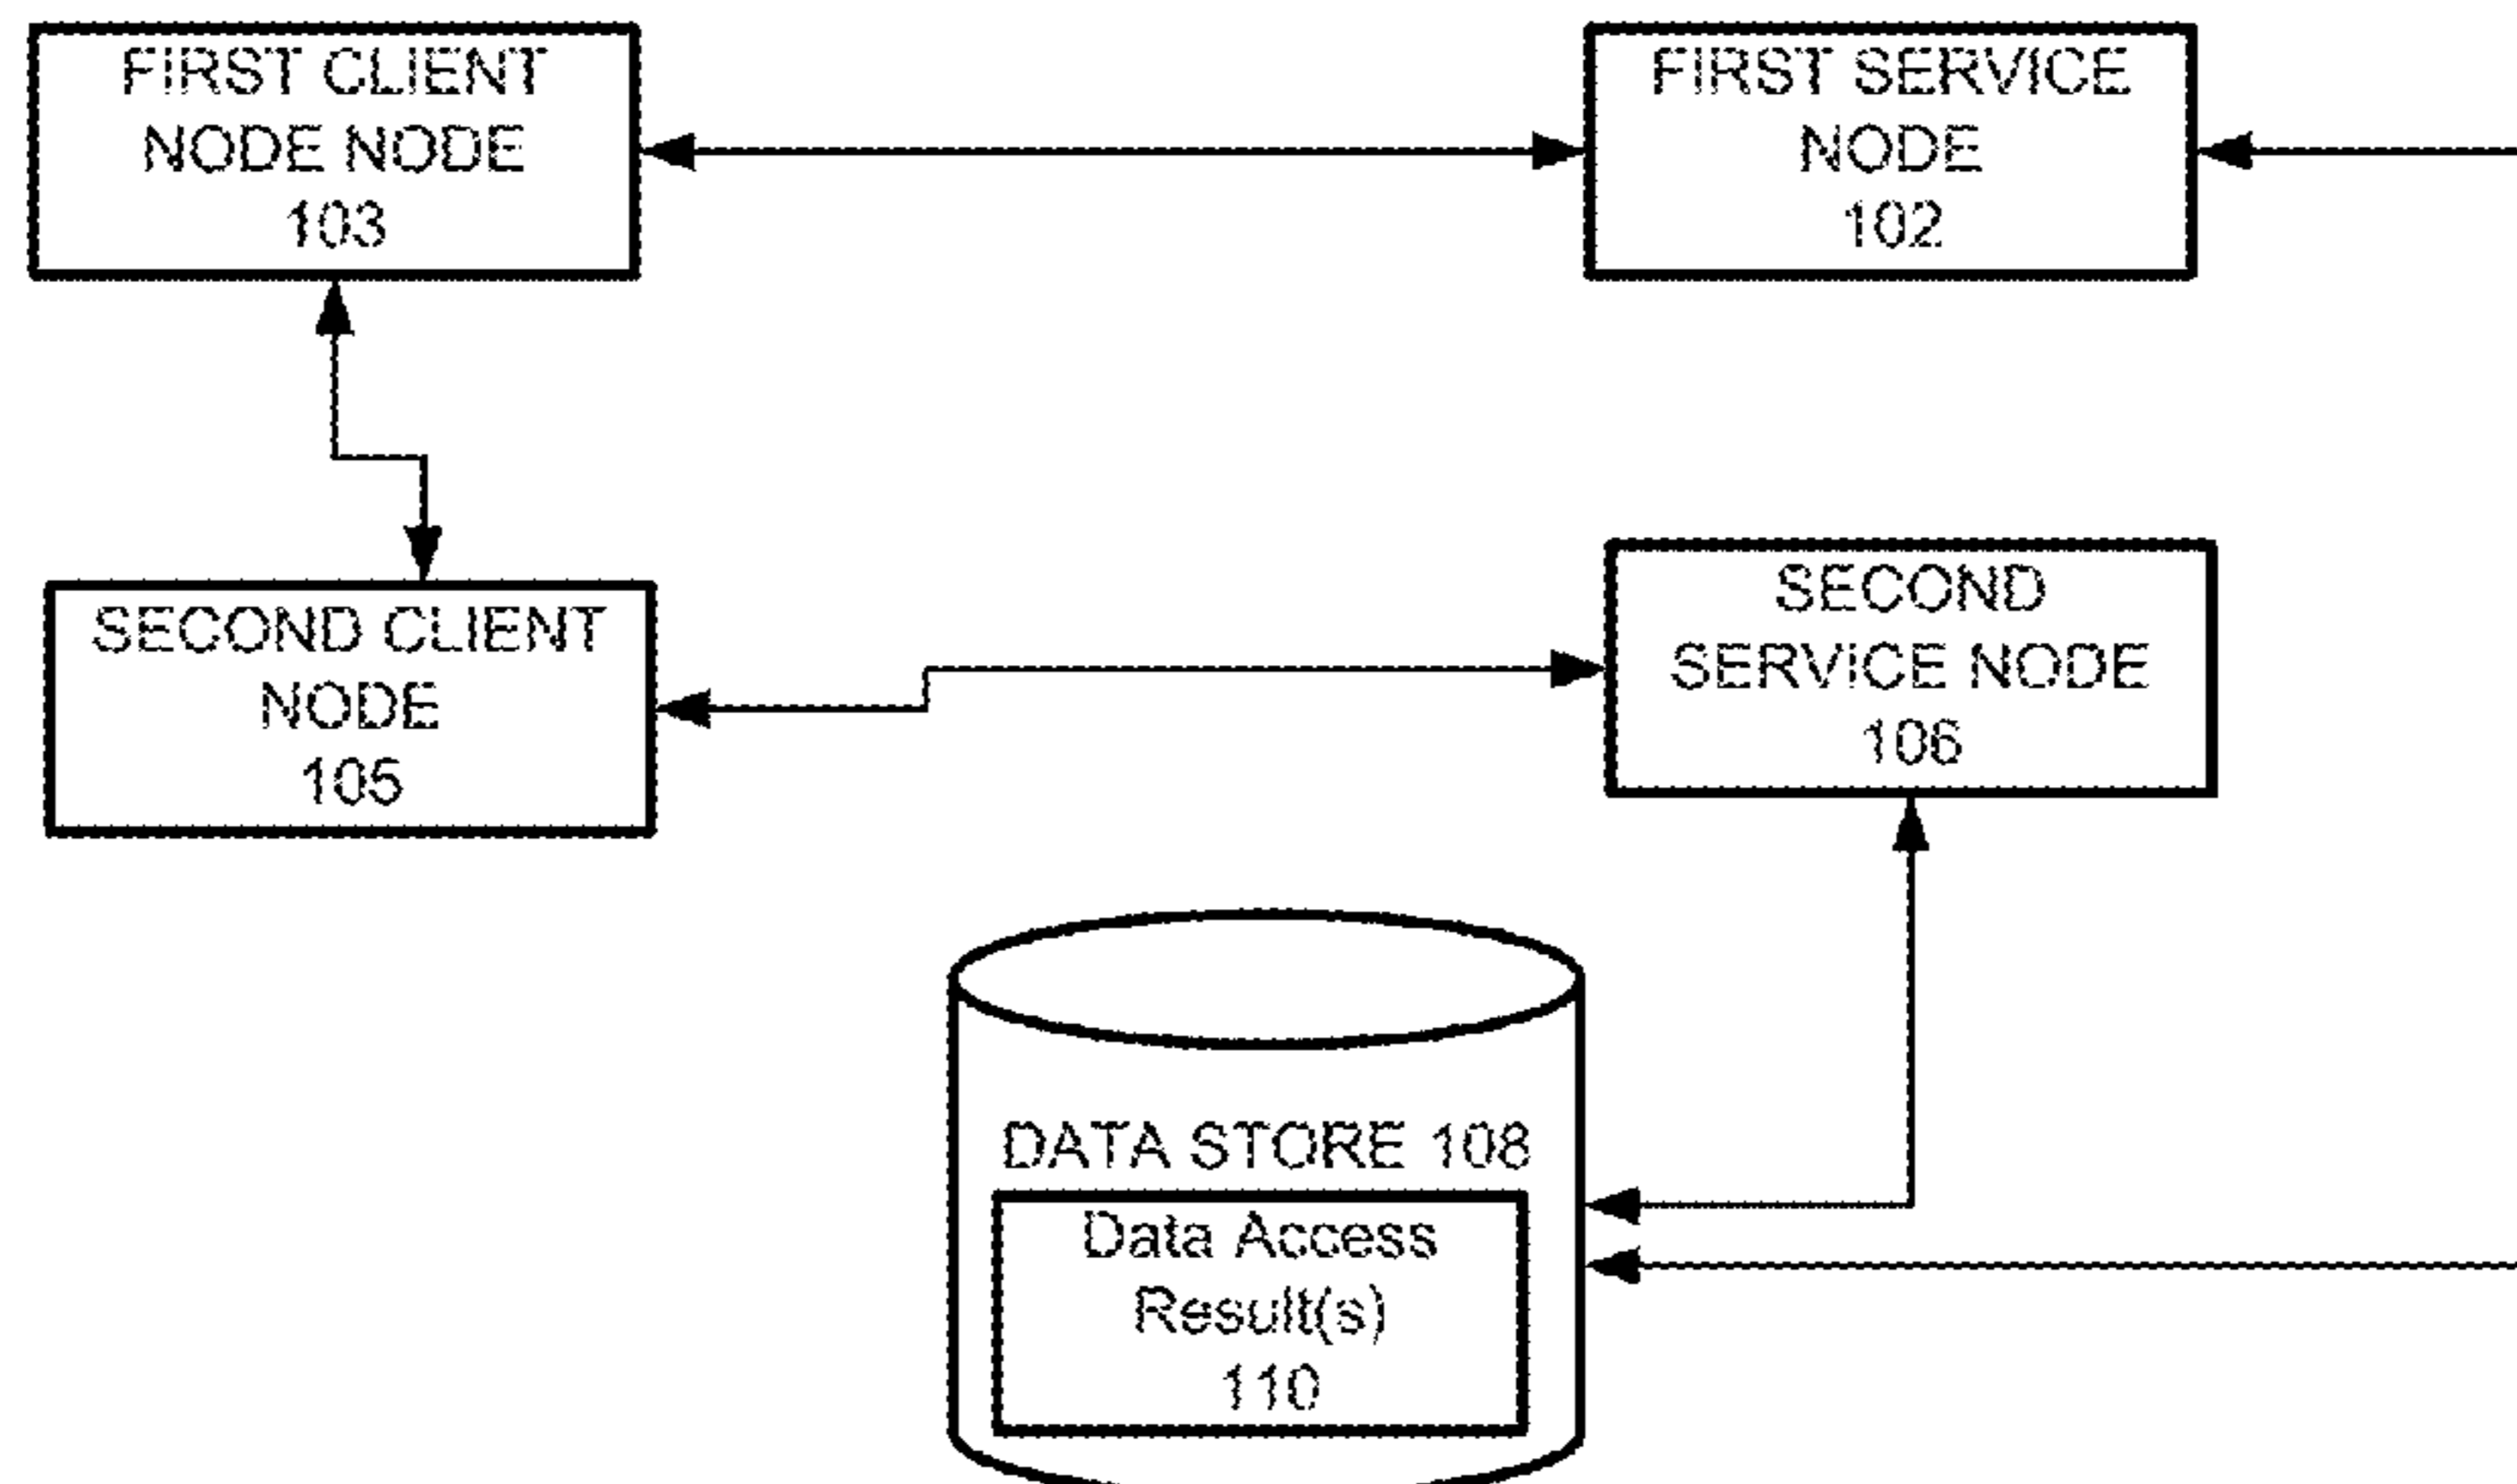 FIRST CLIENT
NODE NODE
103
FIRST SERVICE
NODE
102
SECOND CLIENT
NODE
105
SECOND
SERVICE NODE
106
DATA STORE 108
Data Access
Result(s)
110